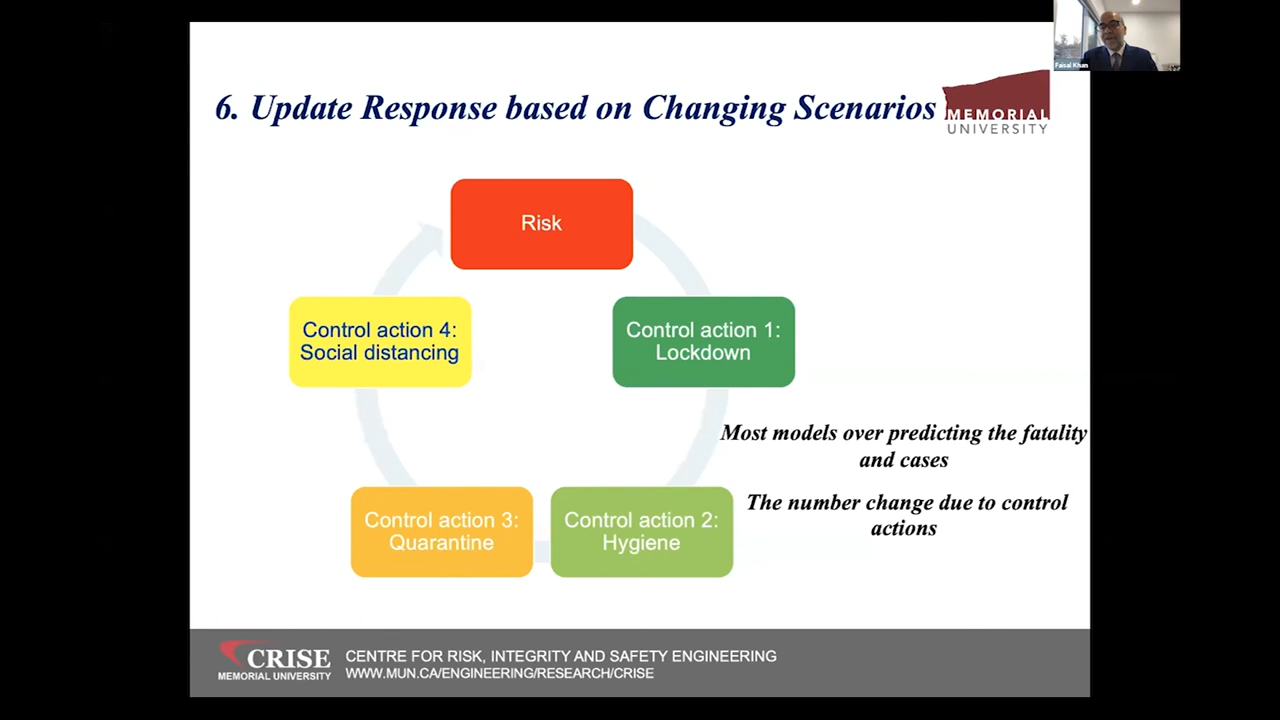 Faisal Khan
6. Update Response based on Changing Scenarios
MEMORIAL
UNIVERSITY
Risk
Control action 4:
Social distancing
Control action 1:
Lockdown
Most models over predicting the fatality
and cases
The number change due to control
actions
Control action 3:
Quarantine
Control action 2:
Hygiene
CRISE
MEMORIAL UNIVERSITY
CENTRE FOR RISK, INTEGRITY AND SAFETY ENGINEERING
WWW.MUN.CA/ENGINEERING/RESEARCH/CRISE